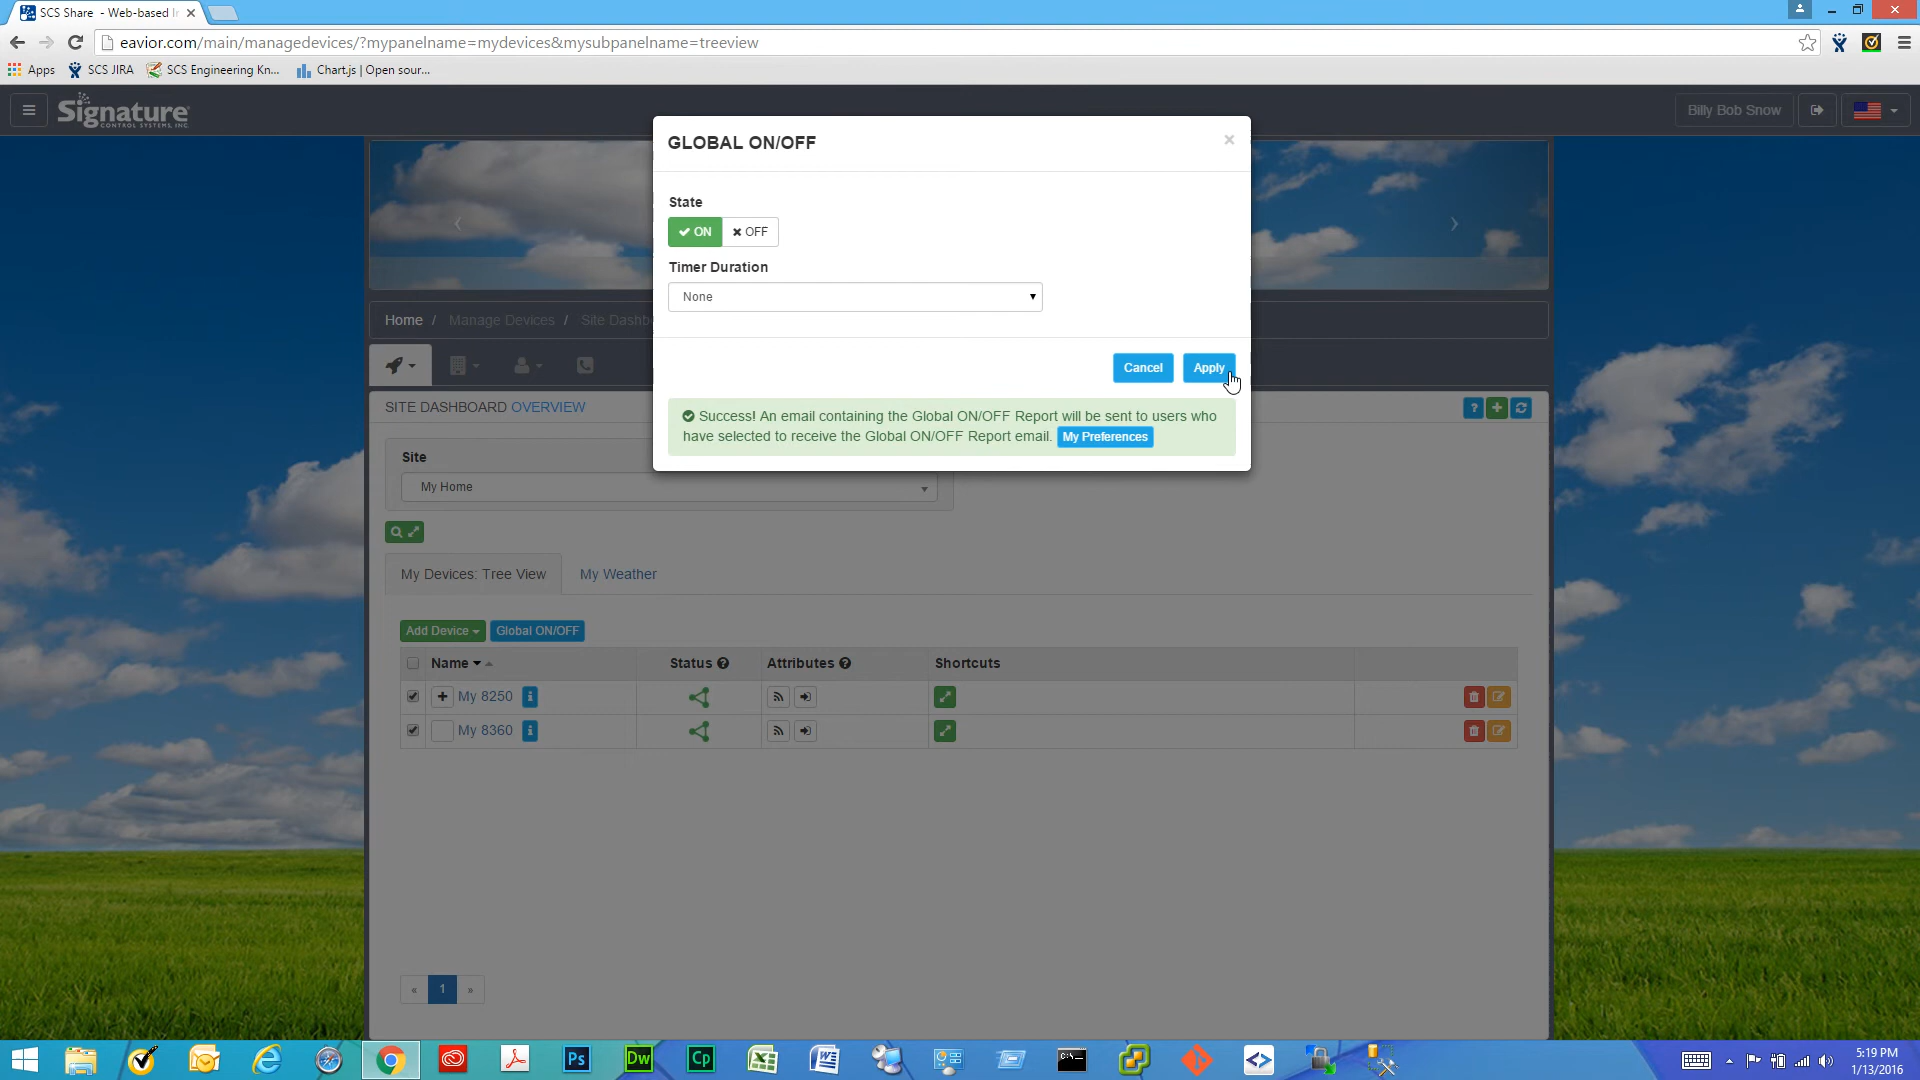 SCS Share - Web-based I
eavior.com/main/managedevices/?mypanelname=mydevices&mysubpanelname=treeview
Apps SCS JIRA SCS Engineering Kn... Chart.js | Open sour...
Signature
CONTROL SYSTEMS, INC.
Billy Bob Snow
GLOBAL ON/OFF
×
State
ON OFF
Timer Duration
None
Home / Manage Devices / Site Dashb
Cancel Apply
SITE DASHBOARD OVERVIEW
Success! An email containing the Global ON/OFF Report will be sent to users who
have selected to receive the Global ON/OFF Report email. My Preferences
Site
My Home
My Devices: Tree View My Weather
Add Device Global ON/OFF
Name Status Attributes Shortcuts
My 8250
My 8360
« 1 »
Ps Dw Cp
5:19 PM
1/13/2016